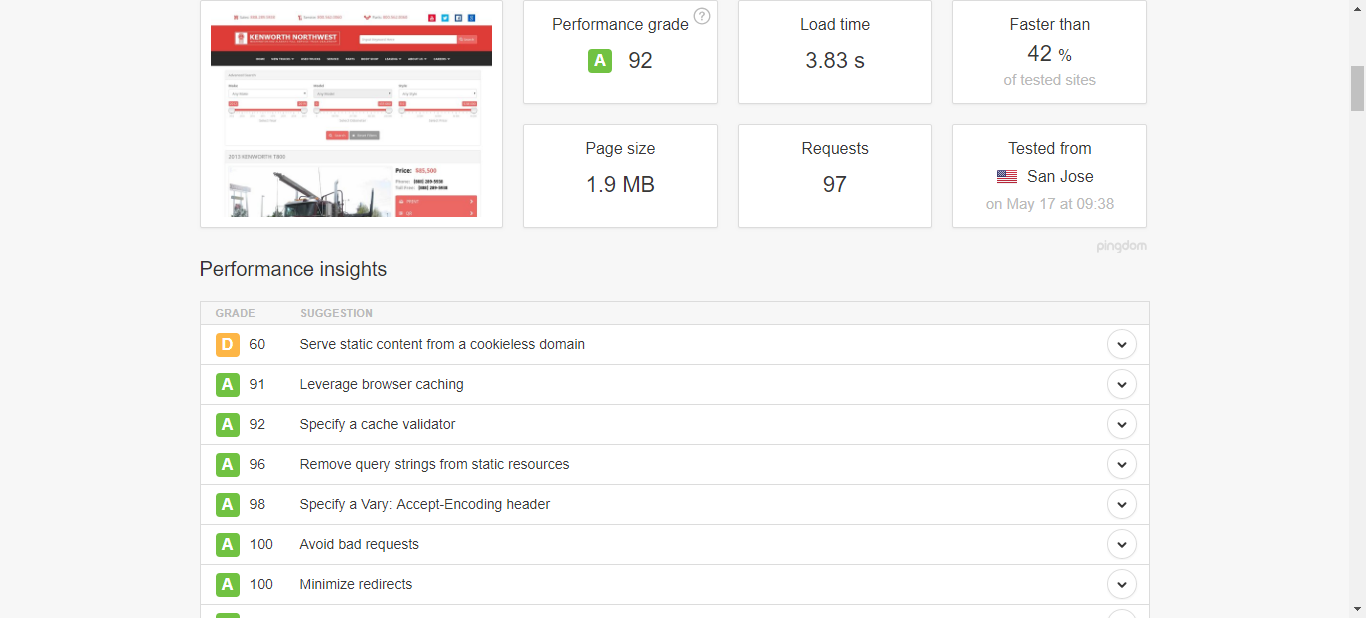 KENWORTH NORTHWEST
2013 KENWORTH T800
Price: $85,500
Performance grade ?
A 92
Load time
3.83 s
Faster than
42 %
of tested sites
Page size
1.9 MB
Requests
97
Tested from
San Jose
on May 17 at 09:38
pingdom
Performance insights
GRADE SUGGESTION
D 60 Serve static content from a cookieless domain
A 91 Leverage browser caching
A 92 Specify a cache validator
A 96 Remove query strings from static resources
A 98 Specify a Vary: Accept-Encoding header
A 100 Avoid bad requests
A 100 Minimize redirects